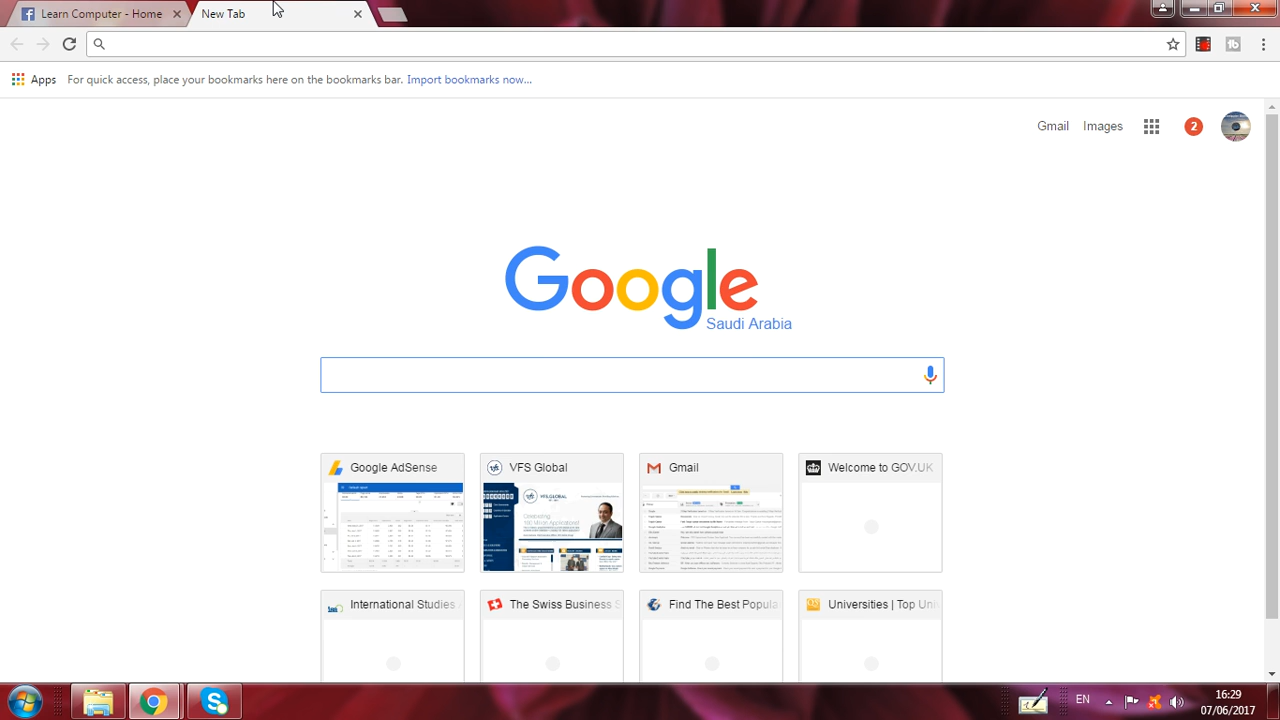 Learn Computer - Home
New Tab
Apps
For quick access, place your bookmarks here on the bookmarks bar. Import bookmarks now...
Gmail
Images
2
Google
Saudi Arabia
Google AdSense
VFS Global
Gmail
Welcome to GOV.UK
VFS.GLOBAL
International Studies
The Swiss Business S
Find The Best Popula
Universities | Top Uni
EN
16:29
07/06/2017